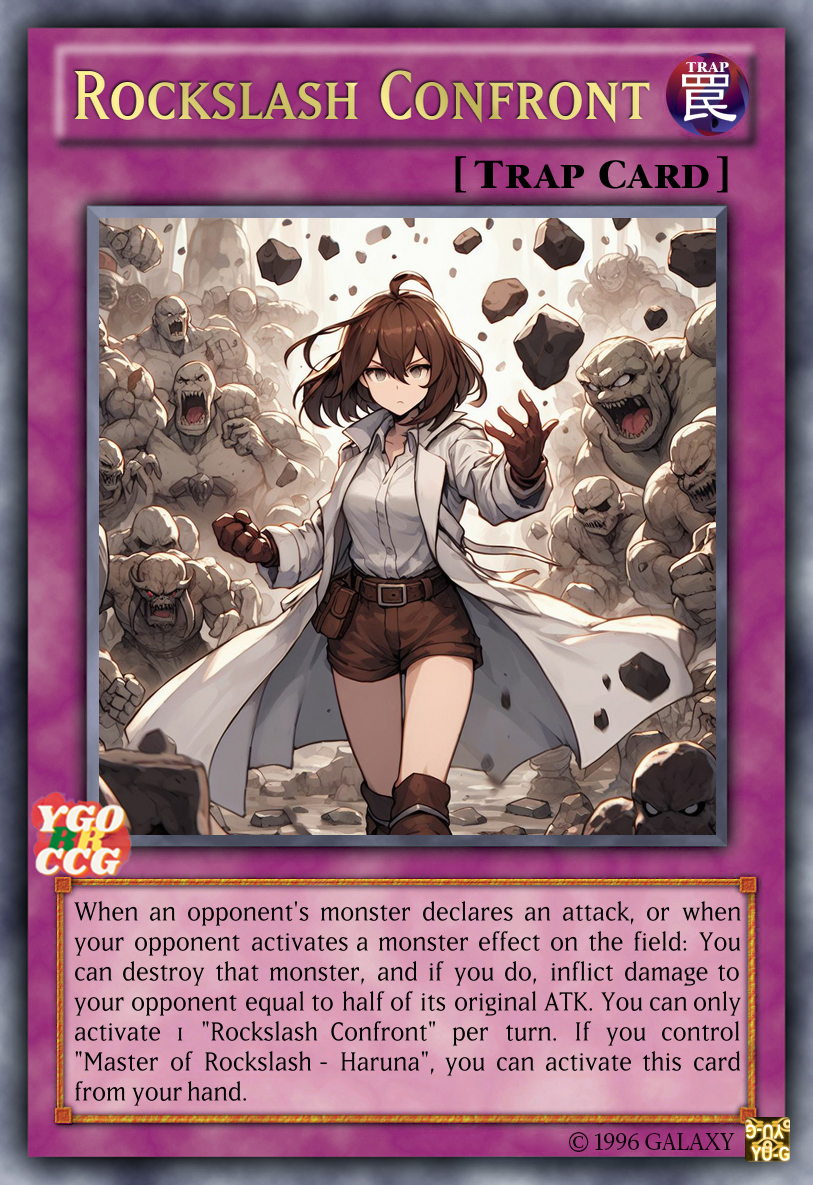 ROCKSLASH CONFRONT
TRAP
罠
[TRAP CARD]
YGO
RR
CCG
When an opponent's monster declares an attack, or when
your opponent activates a monster effect on the field: You
can destroy that monster, and if you do, inflict damage to
your opponent equal to half of its original ATK. You can only
activate 1 "Rockslash Confront" per turn. If you control
"Master of Rockslash - Haruna", you can activate this card
from your hand.
© 1996 GALAXY
YU-G